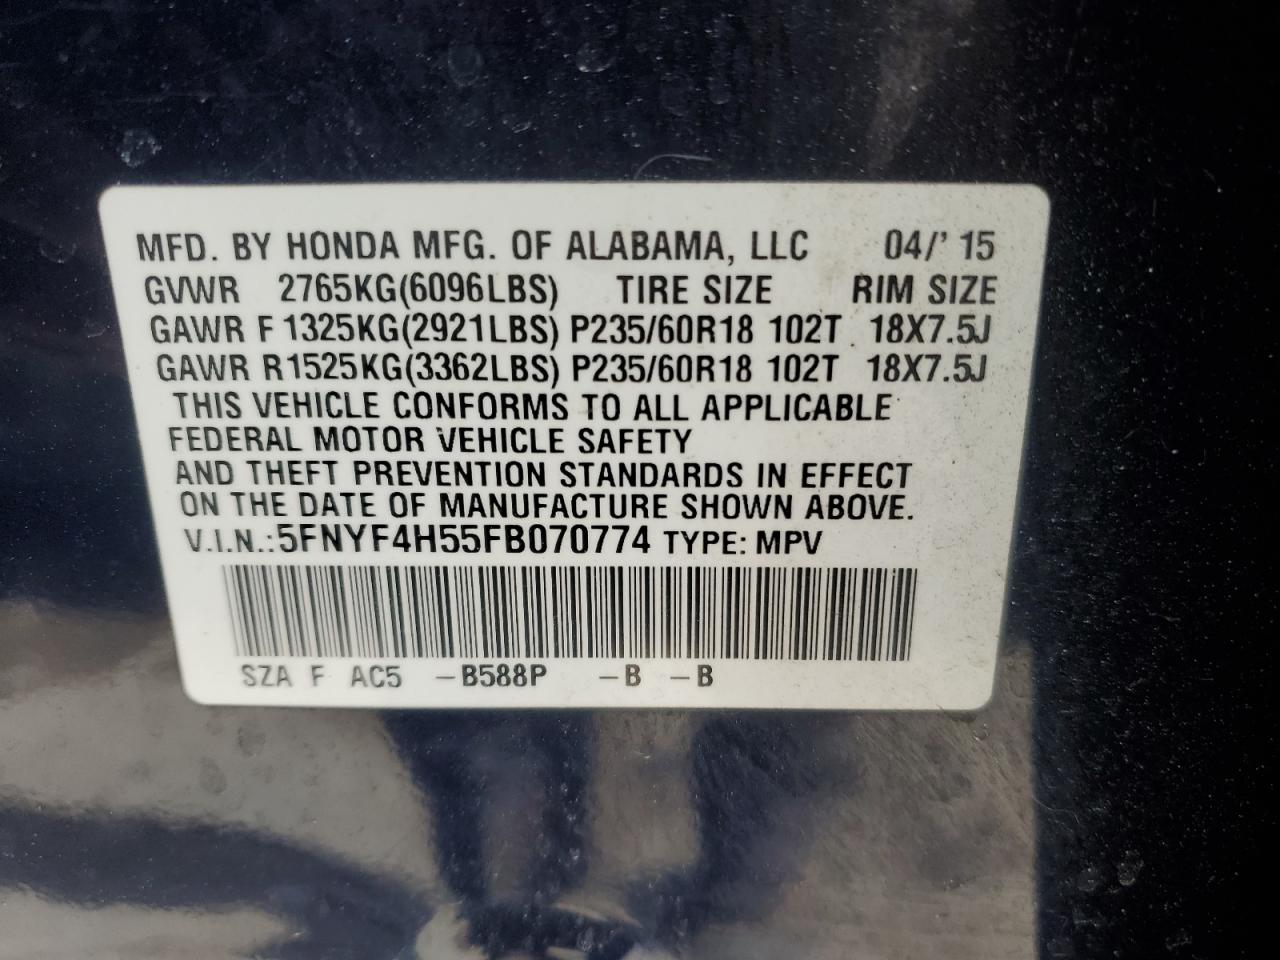 MFD. BY HONDA MFG. OF ALABAMA, LLC 04/' 15
GVWR 2765KG(6096LBS) TIRE SIZE RIM SIZE
GAWR F 1325KG(2921LBS) P235/60R18 102T 18X7.5J
GAWR R1525KG(3362LBS) P235/60R18 102T 18X7.5J
THIS VEHICLE CONFORMS TO ALL APPLICABLE
FEDERAL MOTOR VEHICLE SAFETY
AND THEFT PREVENTION STANDARDS IN EFFECT
ON THE DATE OF MANUFACTURE SHOWN ABOVE.
V.I.N.:5FNYF4H55FB070774 TYPE: MPV
SZA F AC5 –B588P –B –B